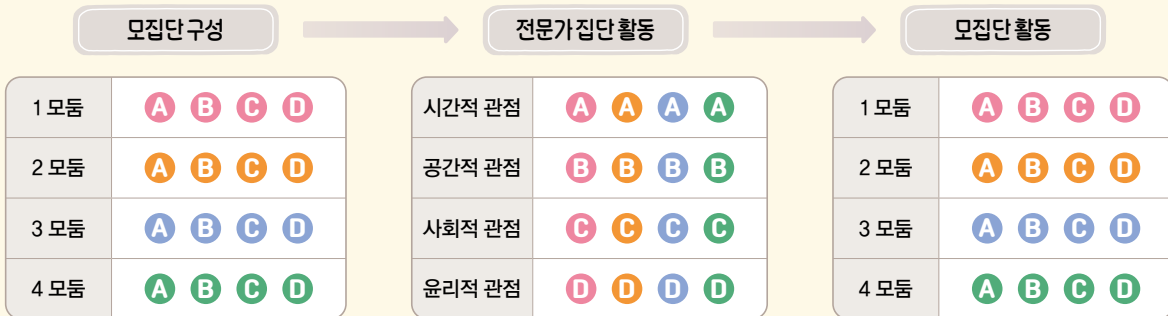 모집단 구성
전문가 집단 활동
모집단 활동
1 모둠 A B C D
2 모둠 A B C D
3 모둠 A B C D
4 모둠 A B C D
시간적 관점 A A A A
공간적 관점 B B B B
사회적 관점 C C C C
윤리적 관점 D D D D
1 모둠 A B C D
2 모둠 A B C D
3 모둠 A B C D
4 모둠 A B C D